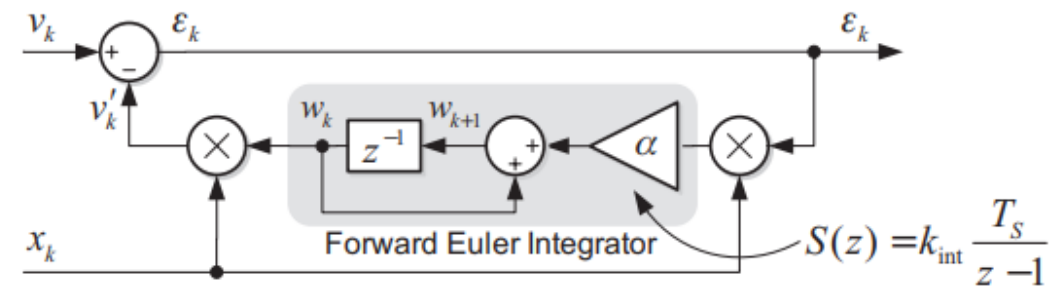 v_k + − ε_k ε_k
v′_k × w_k z⁻¹ w_{k+1} + + α ×
x_k Forward Euler Integrator S(z) = k_int T_S / (z − 1)